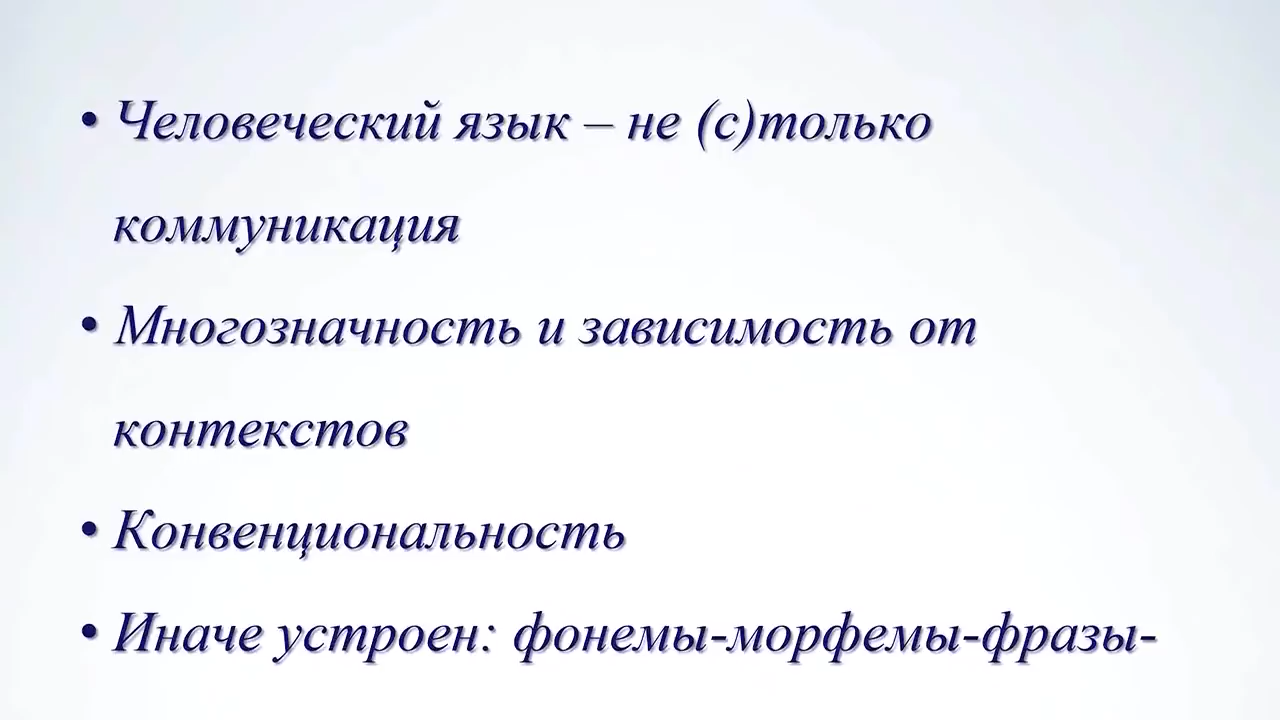 • Человеческий язык – не (с)только
коммуникация
• Многозначность и зависимость от
контекстов
• Конвенциональность
• Иначе устроен: фонемы-морфемы-фразы-